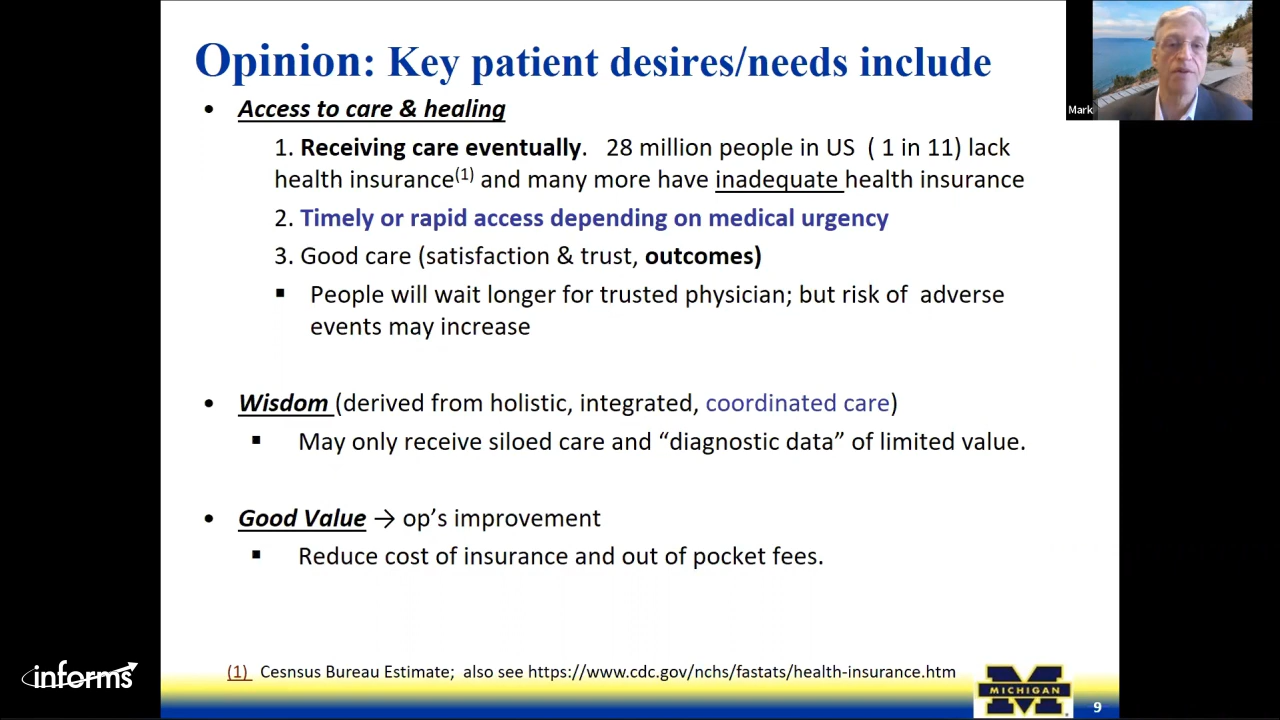 Opinion: Key patient desires/needs include
Mark
• Access to care & healing
1. Receiving care eventually. 28 million people in US ( 1 in 11) lack
health insurance(1) and many more have inadequate health insurance
2. Timely or rapid access depending on medical urgency
3. Good care (satisfaction & trust, outcomes)
▪ People will wait longer for trusted physician; but risk of adverse
events may increase
• Wisdom (derived from holistic, integrated, coordinated care)
▪ May only receive siloed care and “diagnostic data” of limited value.
• Good Value → op’s improvement
▪ Reduce cost of insurance and out of pocket fees.
(1) Cesnsus Bureau Estimate; also see https://www.cdc.gov/nchs/fastats/health-insurance.htm
informs
MICHIGAN
9